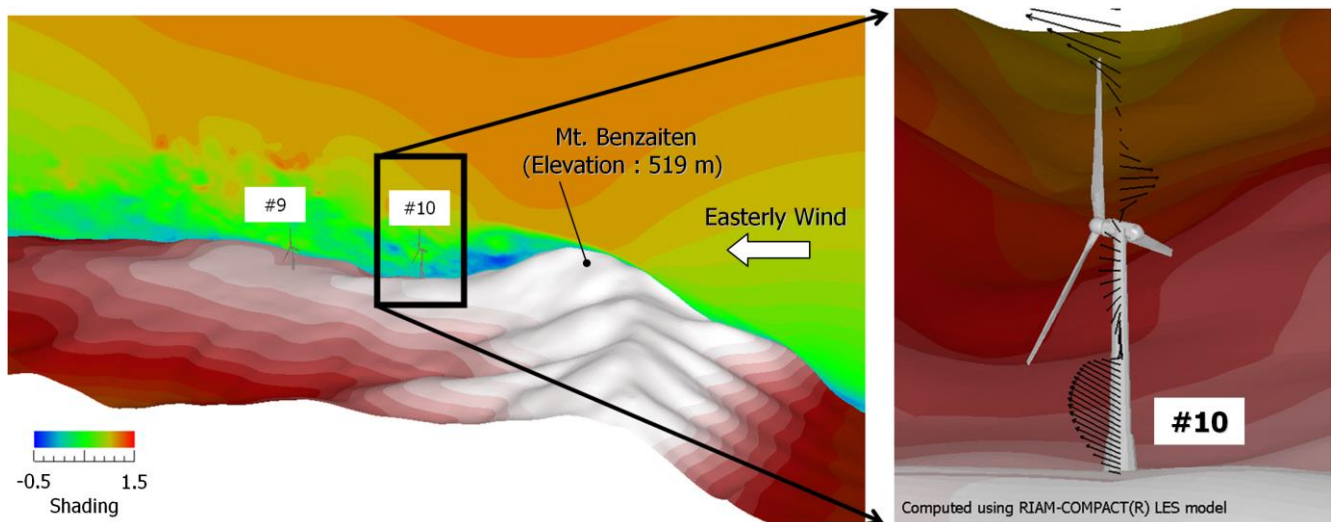 Mt. Benzaiten
(Elevation : 519 m)
#9
#10
Easterly Wind
-0.5
1.5
Shading
#10
Computed using RIAM-COMPACT(R) LES model